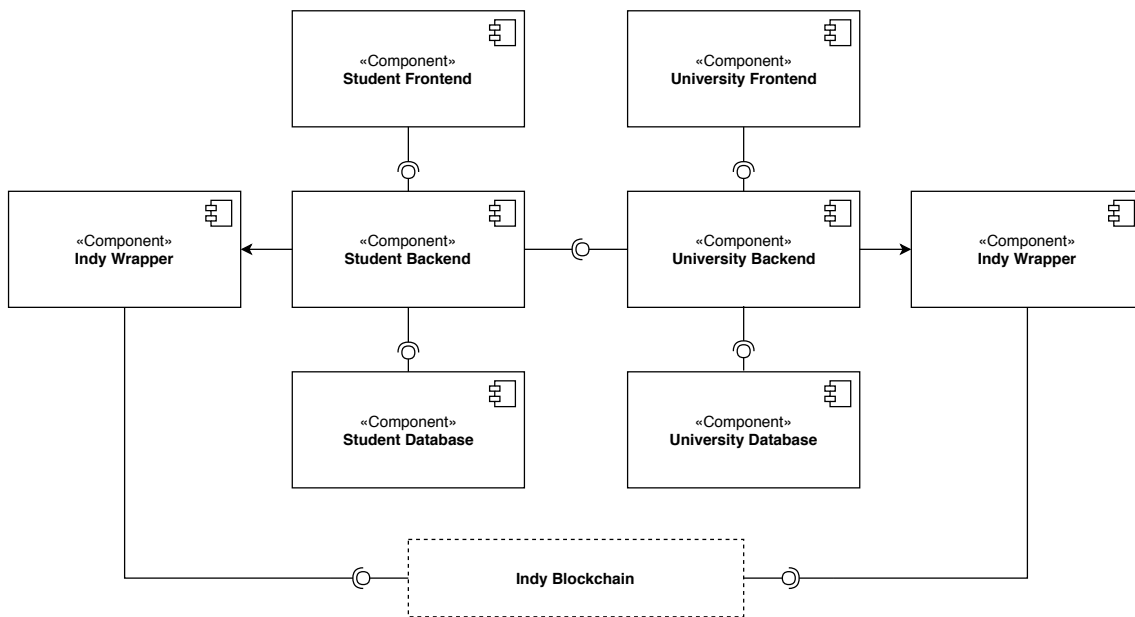 «Component»
Student Frontend
«Component»
University Frontend
«Component»
Indy Wrapper
«Component»
Student Backend
«Component»
University Backend
«Component»
Indy Wrapper
«Component»
Student Database
«Component»
University Database
Indy Blockchain